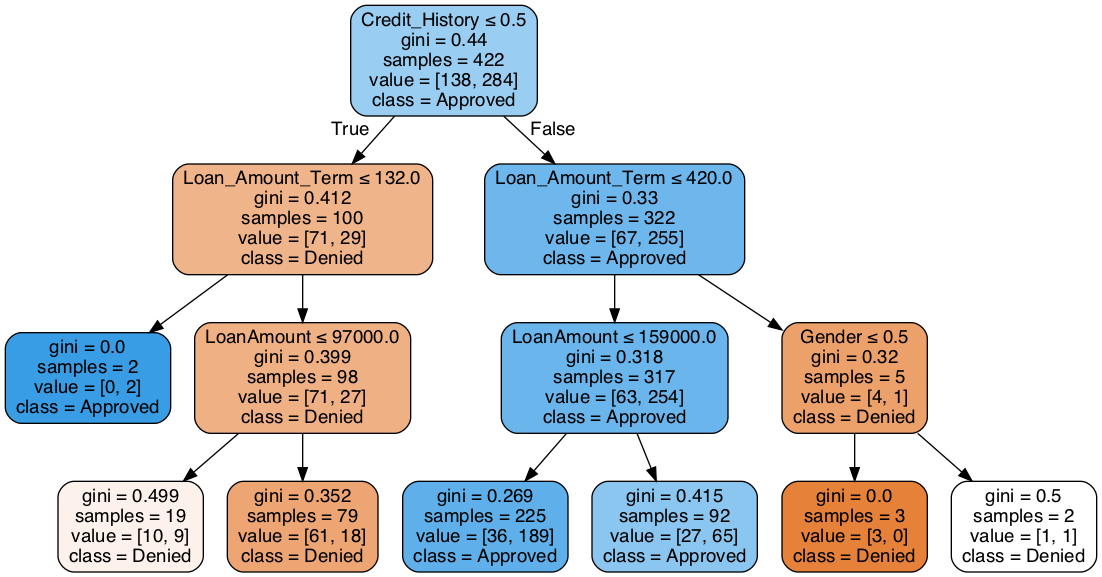 Credit_History ≤ 0.5
gini = 0.44
samples = 422
value = [138, 284]
class = Approved
True
False
Loan_Amount_Term ≤ 132.0
gini = 0.412
samples = 100
value = [71, 29]
class = Denied
Loan_Amount_Term ≤ 420.0
gini = 0.33
samples = 322
value = [67, 255]
class = Approved
gini = 0.0
samples = 2
value = [0, 2]
class = Approved
LoanAmount ≤ 97000.0
gini = 0.399
samples = 98
value = [71, 27]
class = Denied
LoanAmount ≤ 159000.0
gini = 0.318
samples = 317
value = [63, 254]
class = Approved
Gender ≤ 0.5
gini = 0.32
samples = 5
value = [4, 1]
class = Denied
gini = 0.499
samples = 19
value = [10, 9]
class = Denied
gini = 0.352
samples = 79
value = [61, 18]
class = Denied
gini = 0.269
samples = 225
value = [36, 189]
class = Approved
gini = 0.415
samples = 92
value = [27, 65]
class = Approved
gini = 0.0
samples = 3
value = [3, 0]
class = Denied
gini = 0.5
samples = 2
value = [1, 1]
class = Denied